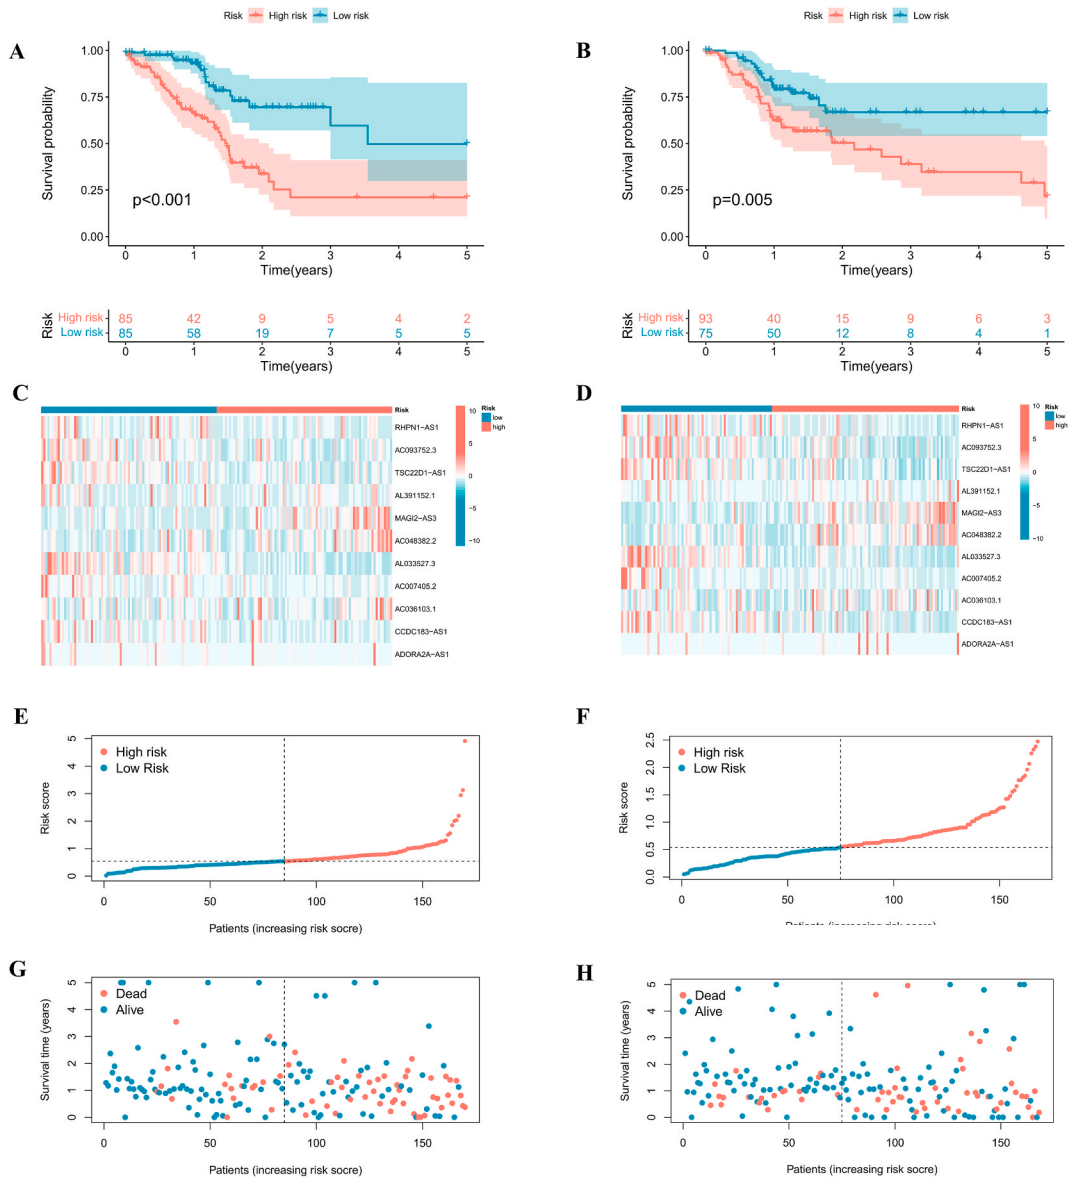 Risk High risk Low risk
Risk High risk Low risk
A
Survival probability
1.00
0.75
0.50
0.25
0.00
p<0.001
0 1 2 3 4 5
Time(years)
Risk
High risk 85 42 9 5 4 2
Low risk 85 58 19 7 5 5
0 1 2 3 4 5
Time(years)
B
Survival probability
1.00
0.75
0.50
0.25
0.00
p=0.005
0 1 2 3 4 5
Time(years)
Risk
High risk 93 40 15 9 6 3
Low risk 75 50 12 8 4 1
0 1 2 3 4 5
Time(years)
C
Risk
RHPN1−AS1
AC093752.3
TSC22D1−AS1
AL391152.1
MAGI2−AS3
AC048382.2
AL033527.3
AC007405.2
AC036103.1
CCDC183−AS1
ADORA2A−AS1
10
5
0
−5
−10
Risk
low
high
D
Risk
RHPN1−AS1
AC093752.3
TSC22D1−AS1
AL391152.1
MAGI2−AS3
AC048382.2
AL033527.3
AC007405.2
AC036103.1
CCDC183−AS1
ADORA2A−AS1
10
5
0
−5
−10
Risk
low
high
E
Risk score
5
4
3
2
1
0
High risk
Low Risk
0 50 100 150
Patients (increasing risk socre)
F
Risk score
2.5
2.0
1.5
1.0
0.5
0.0
High risk
Low Risk
0 50 100 150
Patients (increasing risk socre)
G
Survival time (years)
5
4
3
2
1
0
Dead
Alive
0 50 100 150
Patients (increasing risk socre)
H
Survival time (years)
5
4
3
2
1
0
Dead
Alive
0 50 100 150
Patients (increasing risk socre)